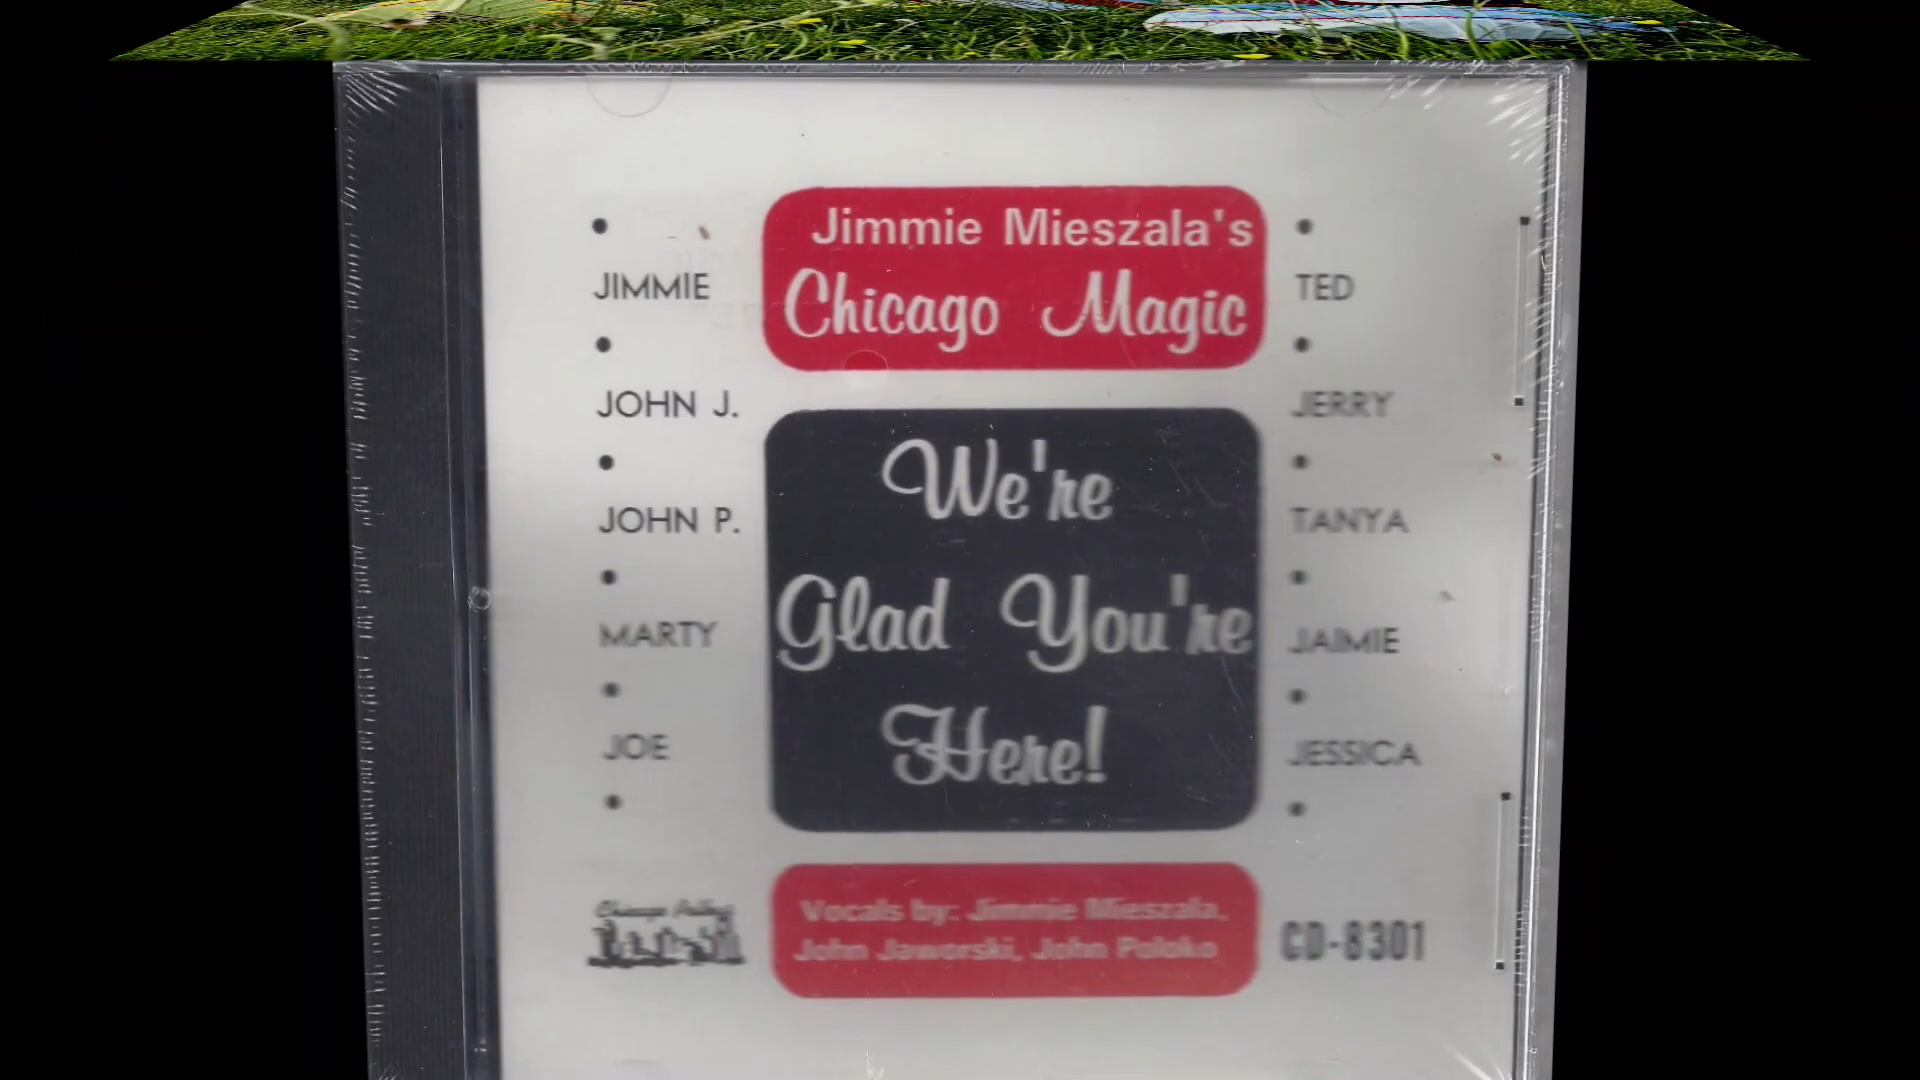 Jimmie Mieszala's
Chicago Magic
JIMMIE
JOHN J.
JOHN P.
MARTY
JOE
We're
Glad You're
Here!
TED
JERRY
TANYA
JAIMIE
JESSICA
Vocals by: Jimmie Mieszala,
John Jaworski, John Poloko
CD-8301